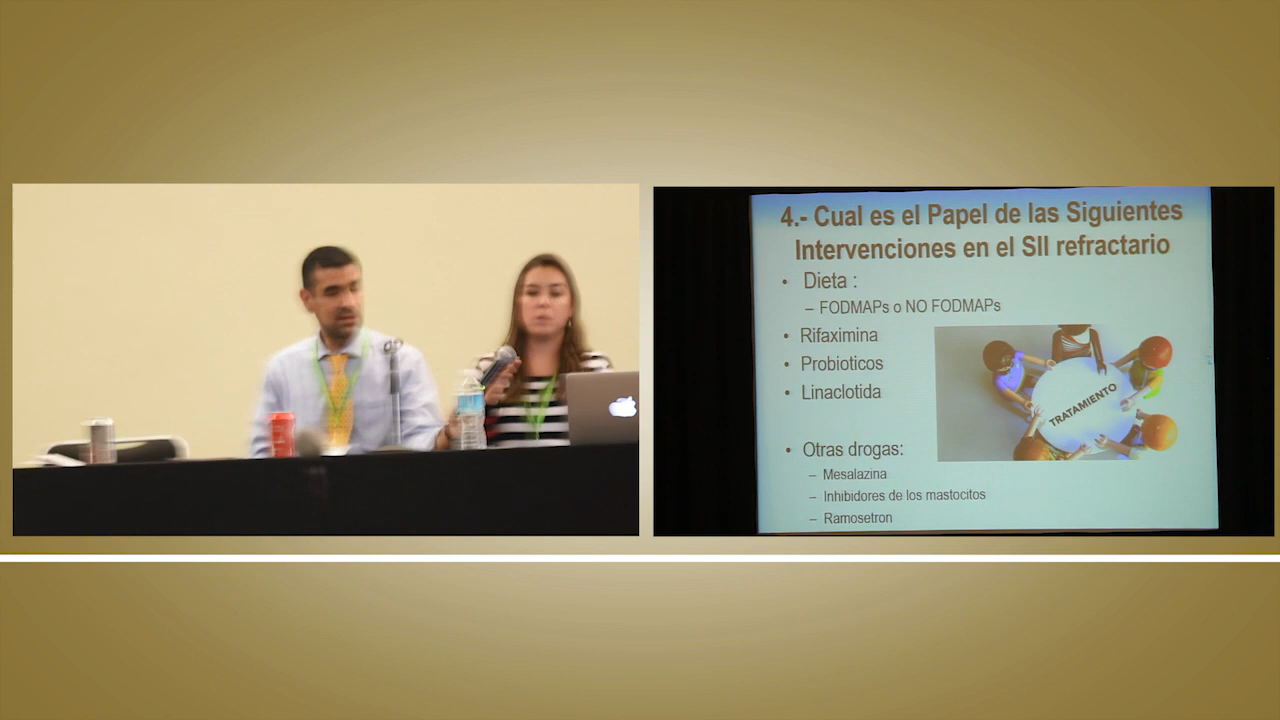 4.- Cual es el Papel de las Siguientes
Intervenciones en el SII refractario
• Dieta :
– FODMAPs o NO FODMAPs
• Rifaximina
• Probioticos
• Linaclotida
TRATAMIENTO
• Otras drogas:
– Mesalazina
– Inhibidores de los mastocitos
– Ramosetron